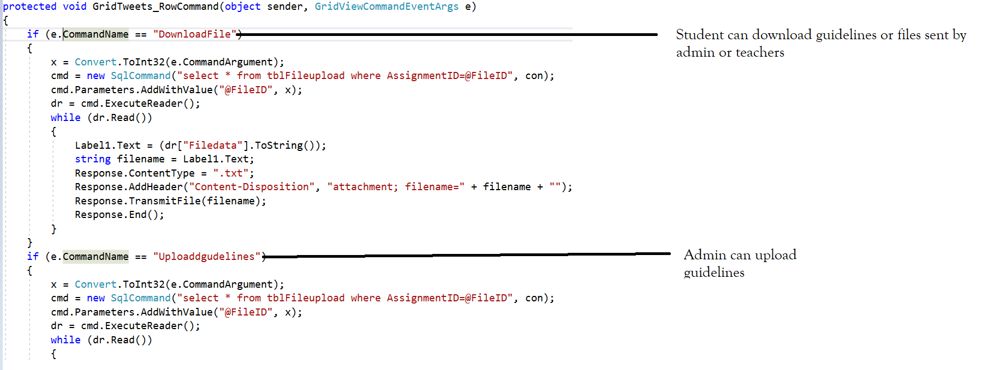 protected void GridTweets_RowCommand(object sender, GridViewCommandEventArgs e)
{
if (e.CommandName == "DownloadFile")
Student can download guidelines or files sent by
admin or teachers
{
x = Convert.ToInt32(e.CommandArgument);
cmd = new SqlCommand("select * from tblFileupload where AssignmentID=@FileID", con);
cmd.Parameters.AddWithValue("@FileID", x);
dr = cmd.ExecuteReader();
while (dr.Read())
{
Label1.Text = (dr["Filedata"].ToString());
string filename = Label1.Text;
Response.ContentType = ".txt";
Response.AddHeader("Content-Disposition", "attachment; filename=" + filename + "");
Response.TransmitFile(filename);
Response.End();
}
}
if (e.CommandName == "Uploaddgudelines")
Admin can upload
guidelines
{
x = Convert.ToInt32(e.CommandArgument);
cmd = new SqlCommand("select * from tblFileupload where AssignmentID=@FileID", con);
cmd.Parameters.AddWithValue("@FileID", x);
dr = cmd.ExecuteReader();
while (dr.Read())
{